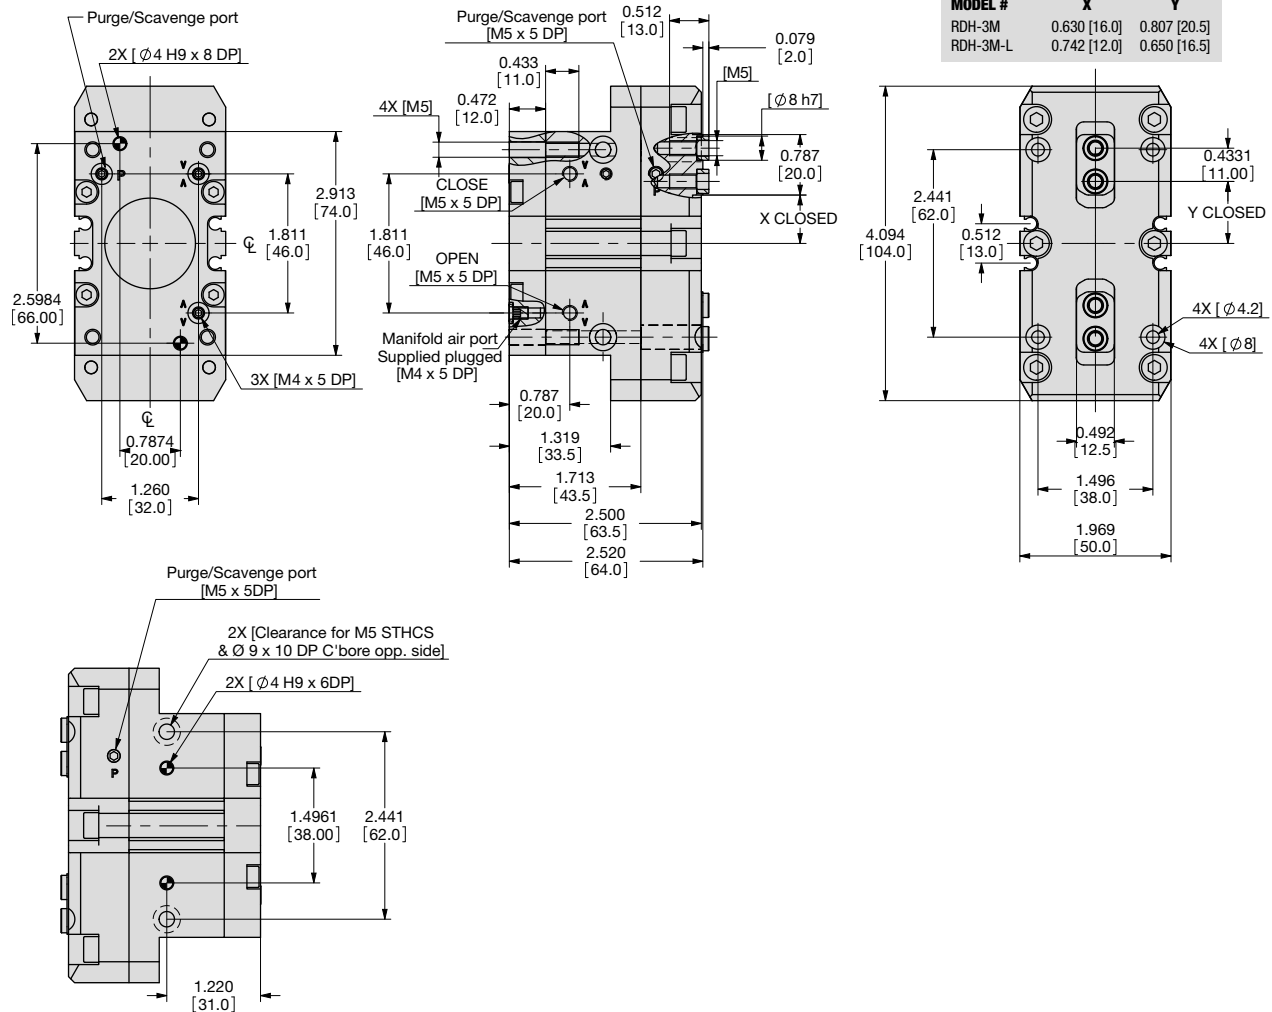 MODEL # X Y
RDH-3M 0.630 [16.0] 0.807 [20.5]
RDH-3M-L 0.742 [12.0] 0.650 [16.5]
Purge/Scavenge port
2X [ Ø4 H9 x 8 DP]
P
V
A
A
V
2.913
[74.0]
1.811
[46.0]
℄
2.5984
[66.00]
3X [M4 x 5 DP]
℄
0.7874
[20.00]
1.260
[32.0]
Purge/Scavenge port
[M5 x 5 DP]
0.512
[13.0]
0.079
[2.0]
0.433
[11.0]
[M5]
0.472
[12.0]
4X [M5]
[Ø8 h7]
0.787
[20.0]
V
A
P
CLOSE
[M5 x 5 DP]
X CLOSED
1.811
[46.0]
OPEN
[M5 x 5 DP]
A
V
Manifold air port
Supplied plugged
[M4 x 5 DP]
0.787
[20.0]
1.319
[33.5]
1.713
[43.5]
2.500
[63.5]
2.520
[64.0]
0.4331
[11.00]
2.441
[62.0]
Y CLOSED
4.094
[104.0]
0.512
[13.0]
4X [Ø4.2]
4X [Ø8]
0.492
[12.5]
1.496
[38.0]
1.969
[50.0]
Purge/Scavenge port
[M5 x 5DP]
2X [Clearance for M5 STHCS
& Ø 9 x 10 DP C'bore opp. side]
2X [ Ø4 H9 x 6DP]
P
1.4961
[38.00]
2.441
[62.0]
1.220
[31.0]